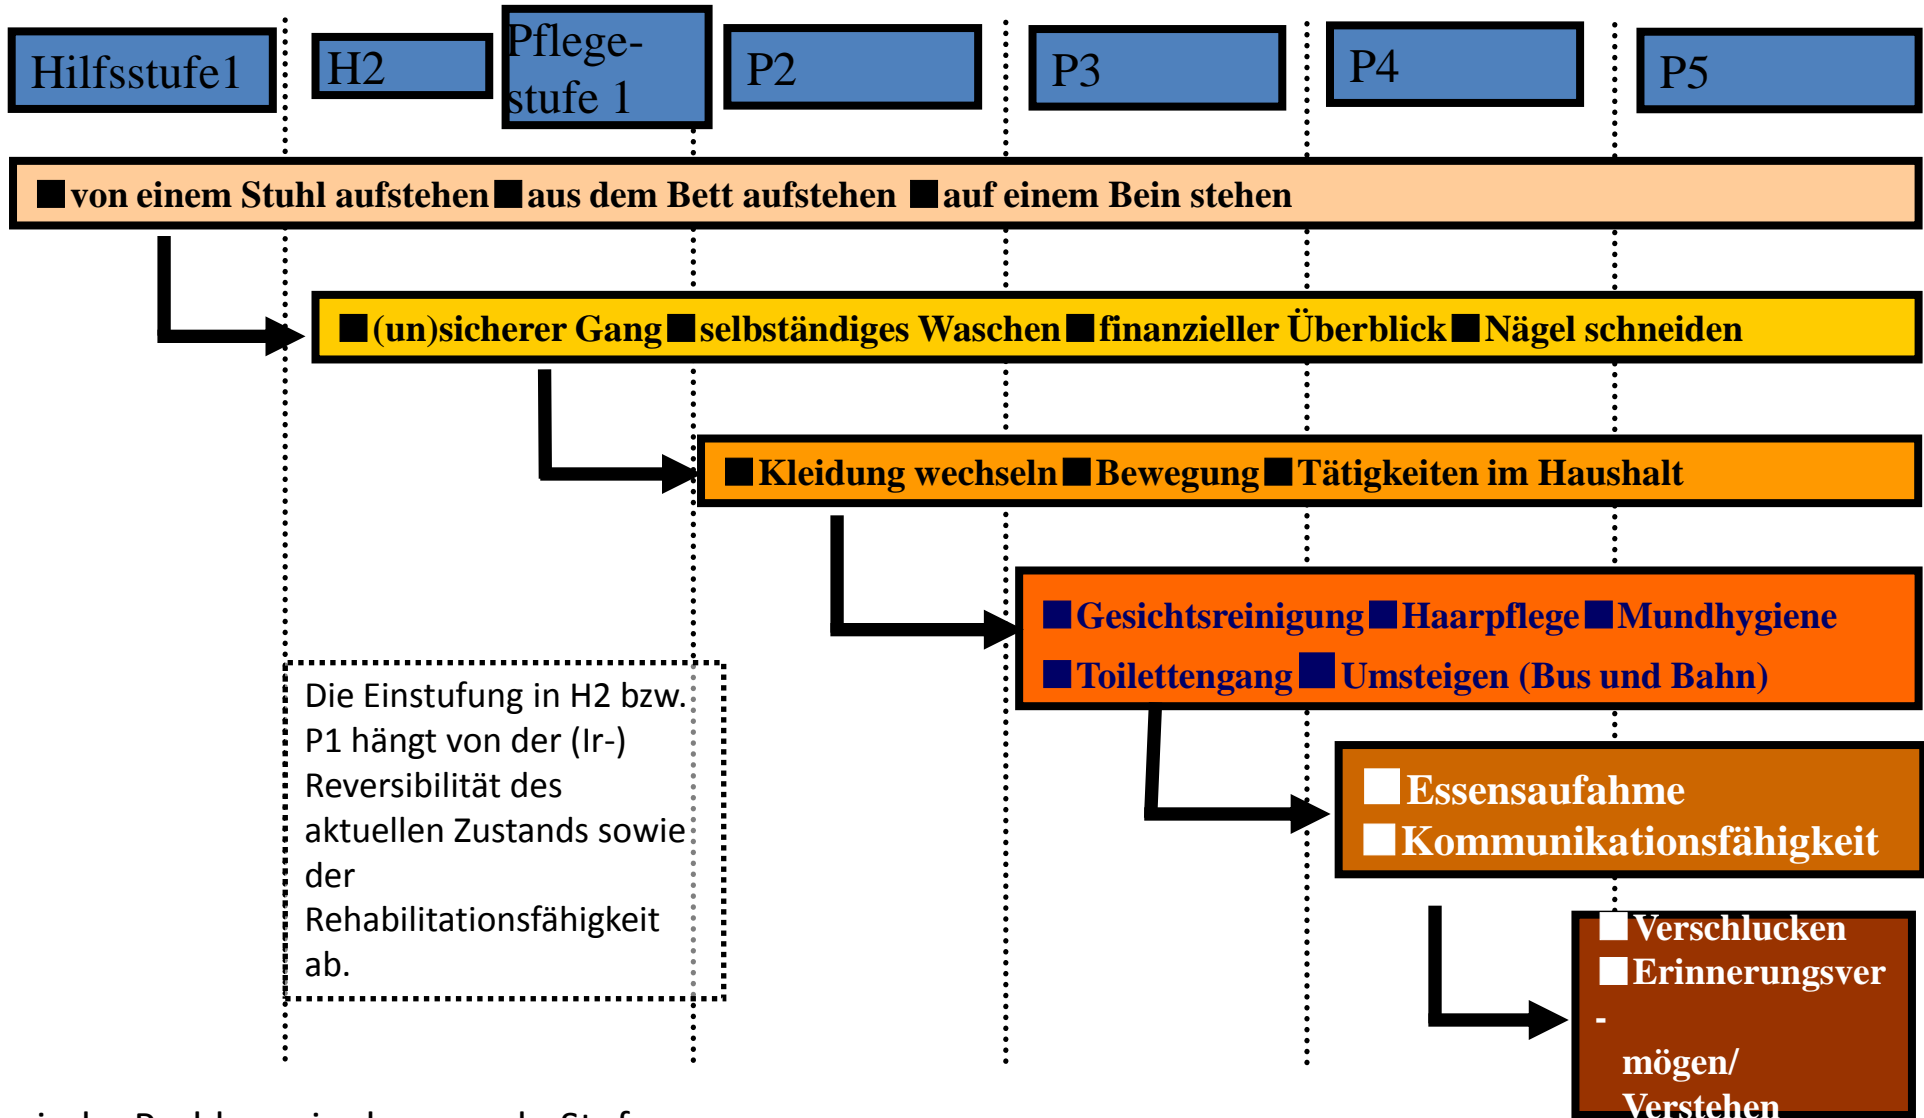 Hilfsstufe1
H2
Pflege-
stufe 1
P2
P3
P4
P5
■von einem Stuhl aufstehen■aus dem Bett aufstehen ■auf einem Bein stehen
■(un)sicherer Gang■selbständiges Waschen■finanzieller Überblick■Nägel schneiden
■Kleidung wechseln■Bewegung■Tätigkeiten im Haushalt
■Gesichtsreinigung■Haarpflege■Mundhygiene
■Toilettengang■Umsteigen (Bus und Bahn)
Die Einstufung in H2 bzw.
P1 hängt von der (Ir-)
Reversibilität des
aktuellen Zustands sowie
der
Rehabilitationsfähigkeit
ab.
■Essensaufahme
■Kommunikationsfähigkeit
■Verschlucken
■Erinnerungsver
-
mögen/
Verstehen